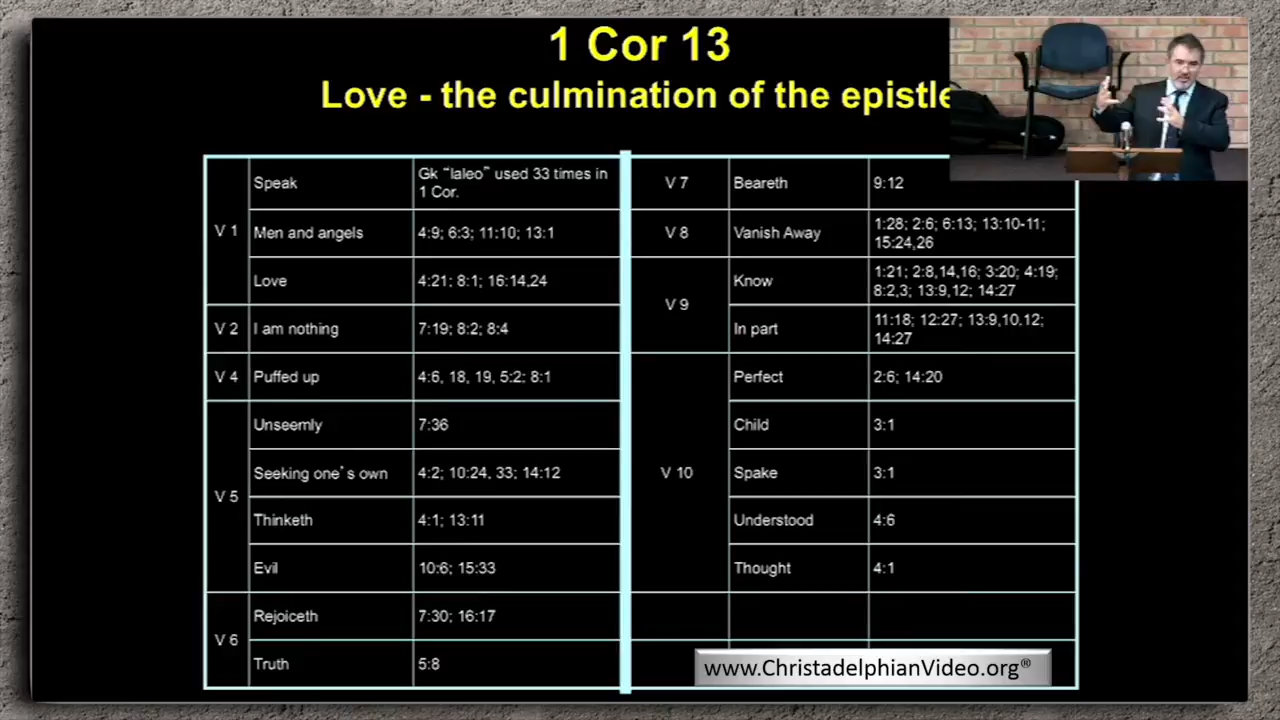 1 Cor 13
Love - the culmination of the epistle
V 1
Speak
Gk "laleo" used 33 times in
1 Cor.
Men and angels
4:9; 6:3; 11:10; 13:1
Love
4:21; 8:1; 16:14,24
V 2
I am nothing
7:19; 8:2; 8:4
V 4
Puffed up
4:6, 18, 19, 5:2; 8:1
V 5
Unseemly
7:36
Seeking one's own
4:2; 10:24, 33; 14:12
Thinketh
4:1; 13:11
Evil
10:6; 15:33
V 6
Rejoiceth
7:30; 16:17
Truth
5:8
V 7
Beareth
9:12
V 8
Vanish Away
1:28; 2:6; 6:13; 13:10-11;
15:24,26
V 9
Know
1:21; 2:8,14,16; 3:20; 4:19;
8:2,3; 13:9,12; 14:27
In part
11:18; 12:27; 13:9,10,12;
14:27
V 10
Perfect
2:6; 14:20
Child
3:1
Spake
3:1
Understood
4:6
Thought
4:1
www.ChristadelphianVideo.org®